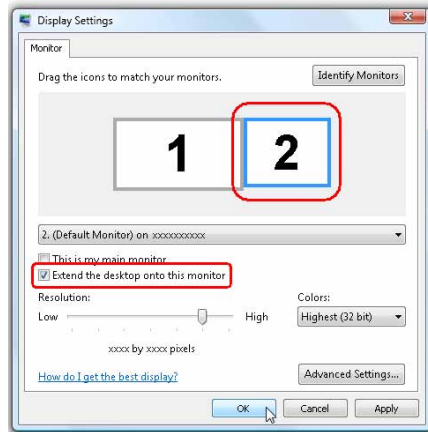 Display Settings
Monitor
Drag the icons to match your monitors.
Identify Monitors
1
2
2. (Default Monitor) on xxxxxxxxxx
This is my main monitor
Extend the desktop onto this monitor
Resolution:
Colors:
Low
High
Highest (32 bit)
xxxx by xxxx pixels
How do I get the best display?
Advanced Settings...
OK
Cancel
Apply